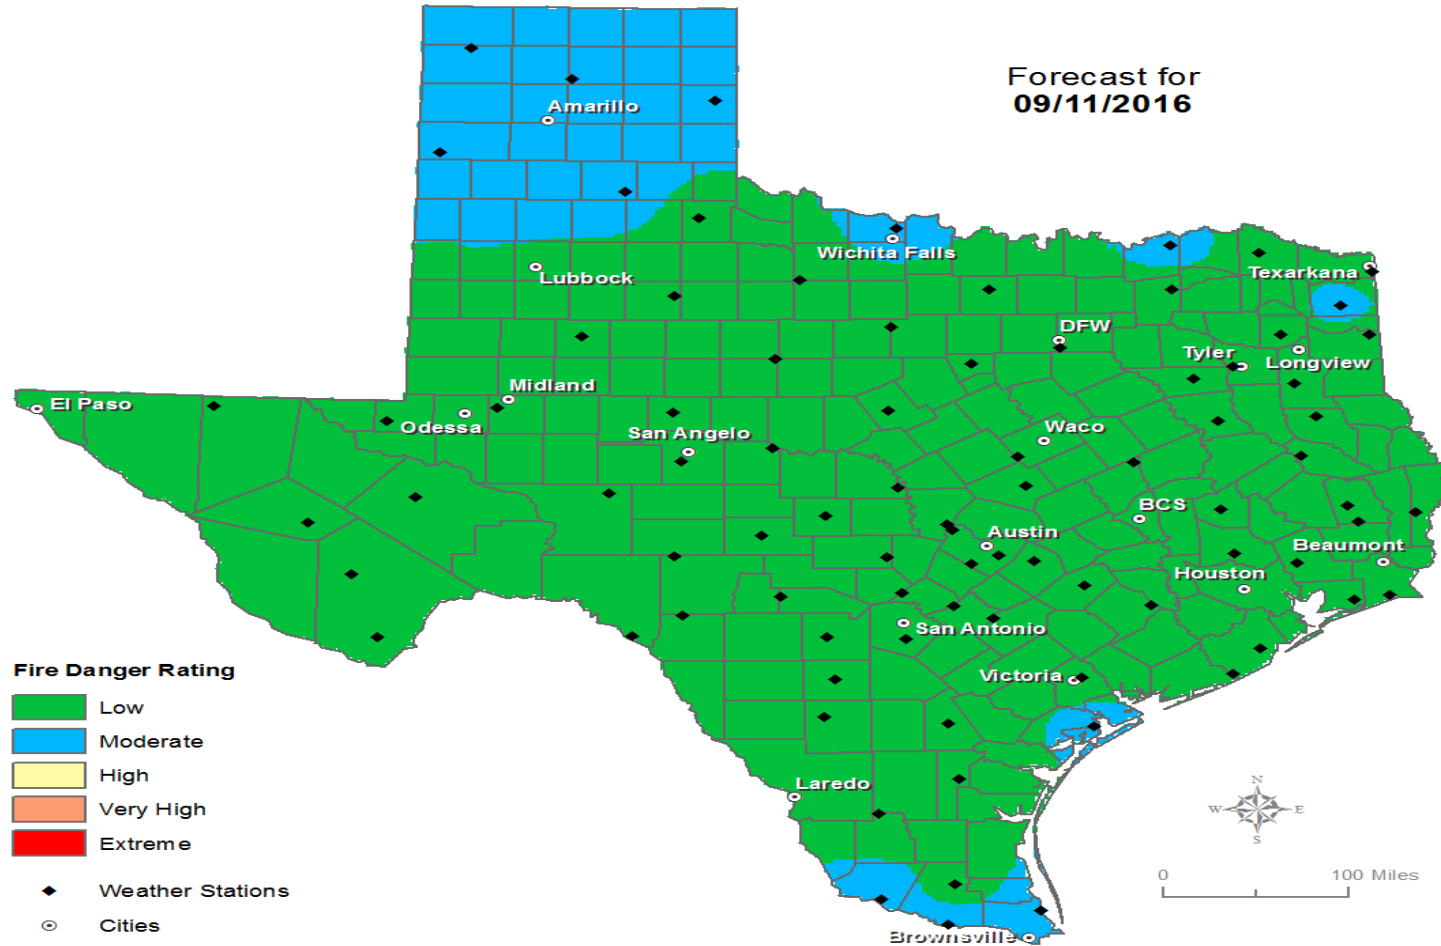 Forecast for
09/11/2016
Amarillo
Wichita Falls
Lubbock
Texarkana
DFW
Tyler
Longview
Midland
El Paso
Odessa
San Angelo
Waco
BCS
Austin
Beaumont
Houston
San Antonio
Victoria
Laredo
Brownsville
Fire Danger Rating
Low
Moderate
High
Very High
Extreme
Weather Stations
Cities
N
W E
S
0 100 Miles